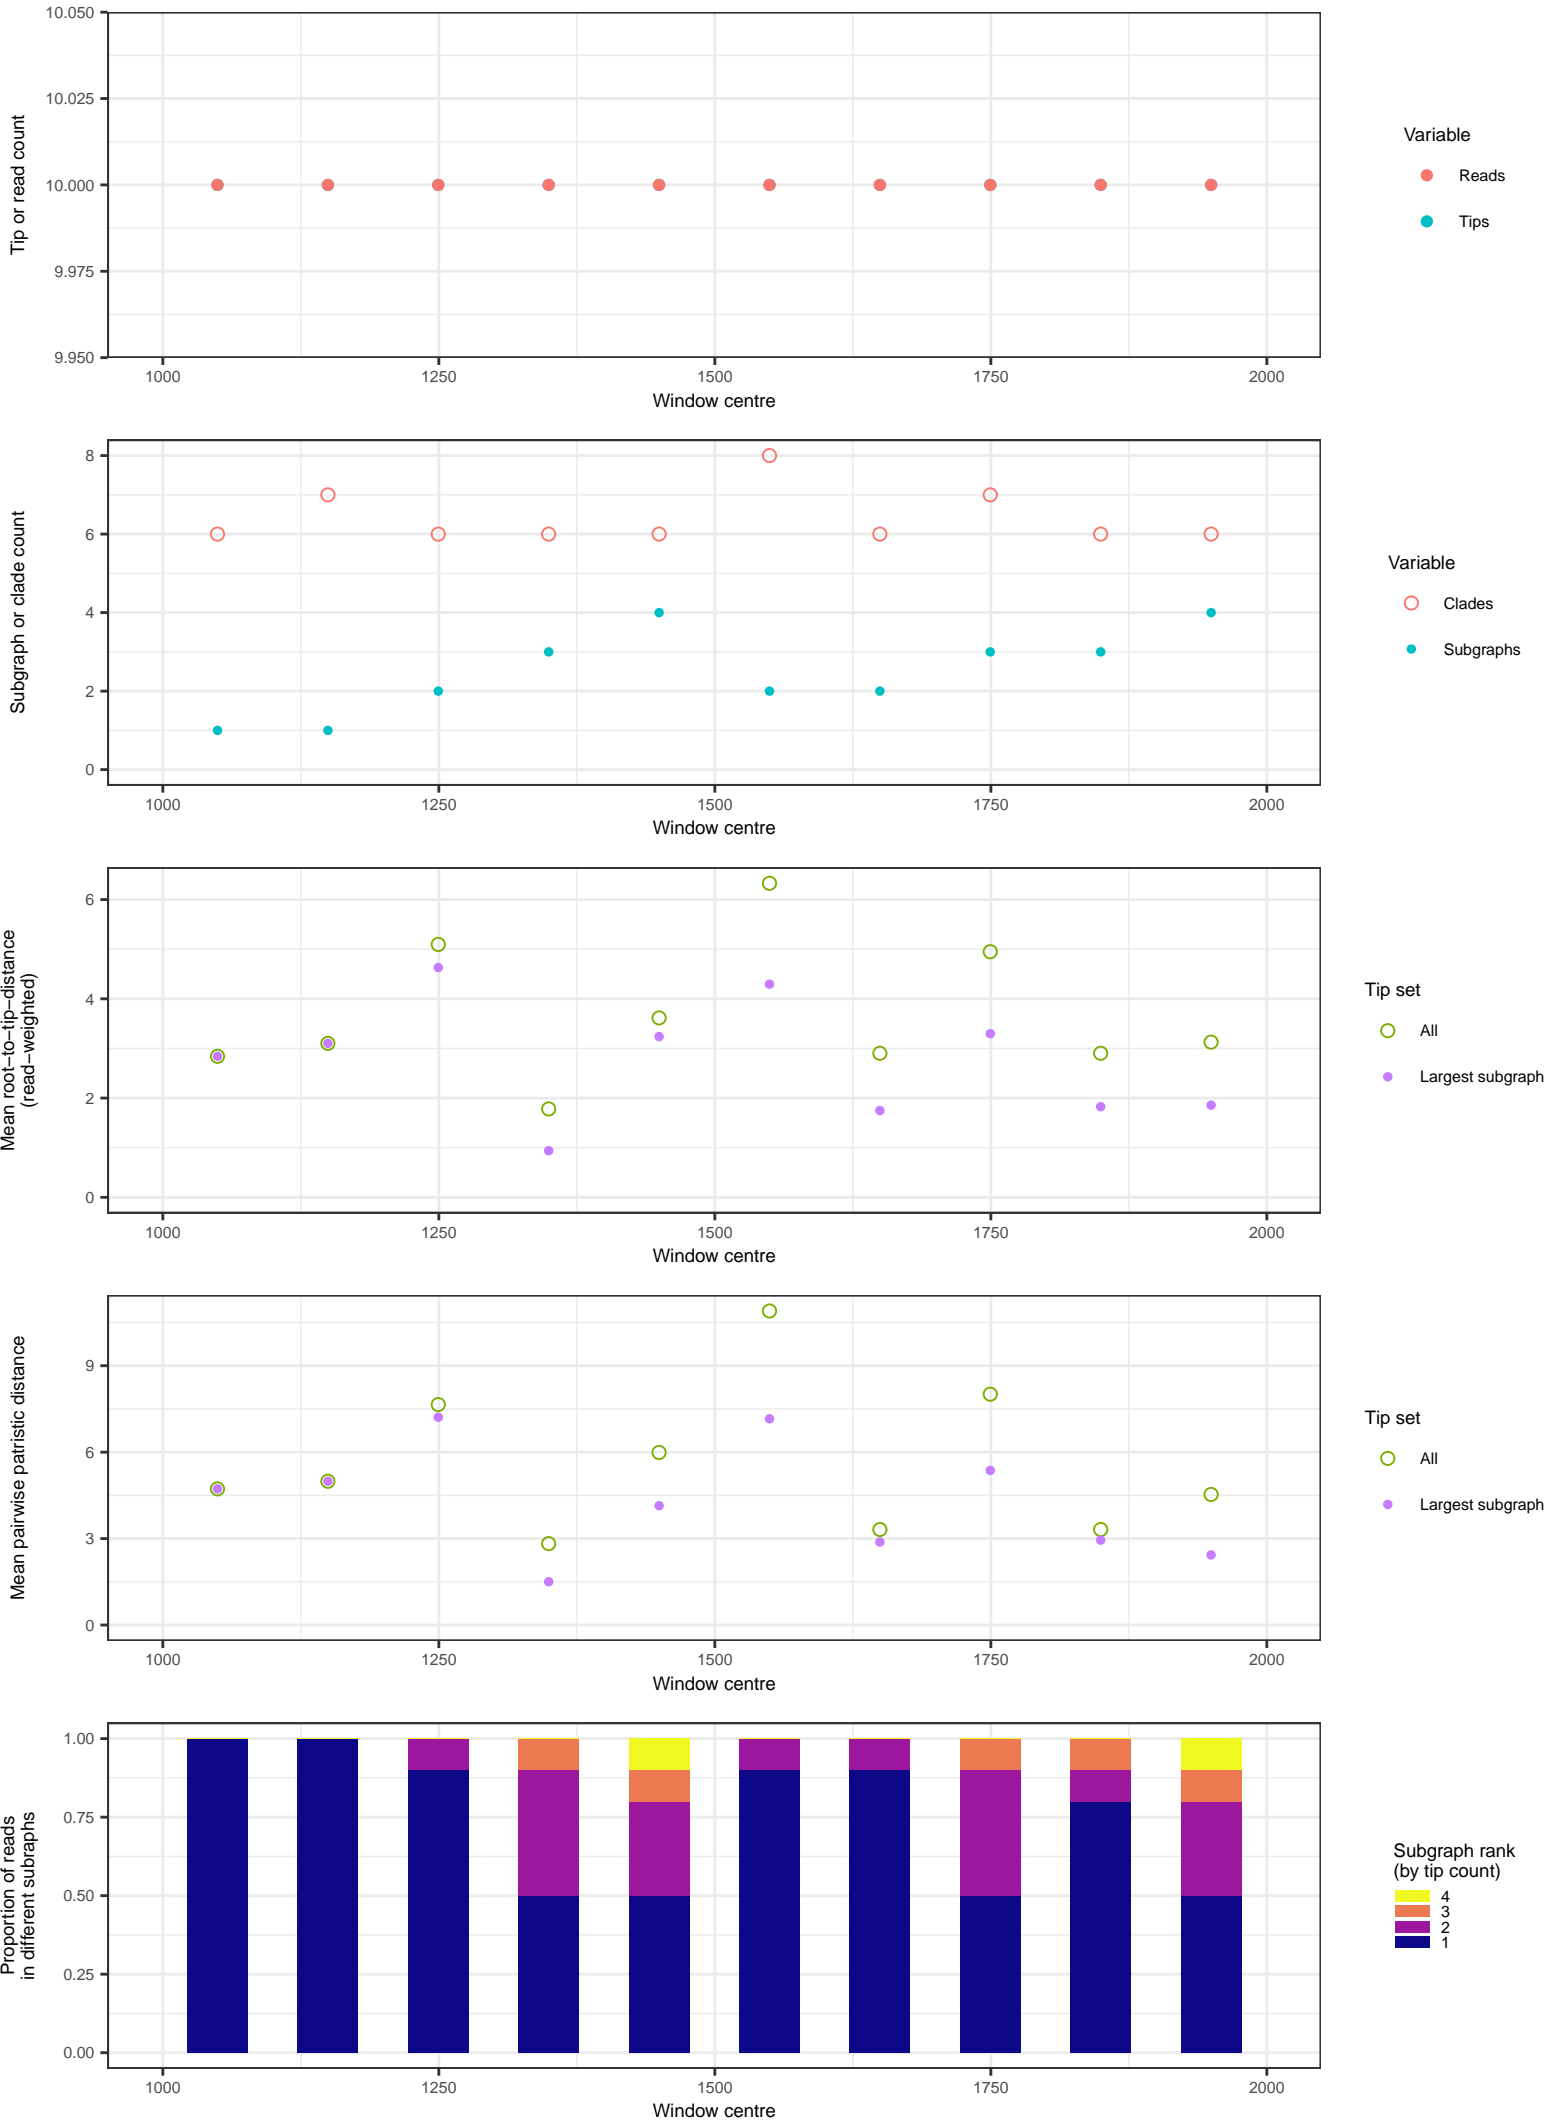 10.050
10.025
10.000
9.975
9.950
Tip or read count
1000 1250 1500 1750 2000
Window centre
Variable
Reads
Tips
8
6
4
2
0
Subgraph or clade count
1000 1250 1500 1750 2000
Window centre
Variable
Clades
Subgraphs
6
4
2
0
Mean root−to−tip−distance
(read−weighted)
1000 1250 1500 1750 2000
Window centre
Tip set
All
Largest subgraph
9
6
3
0
Mean pairwise patristic distance
1000 1250 1500 1750 2000
Window centre
Tip set
All
Largest subgraph
1.00
0.75
0.50
0.25
0.00
Proportion of reads
in different subraphs
1000 1250 1500 1750 2000
Window centre
Subgraph rank
(by tip count)
4
3
2
1